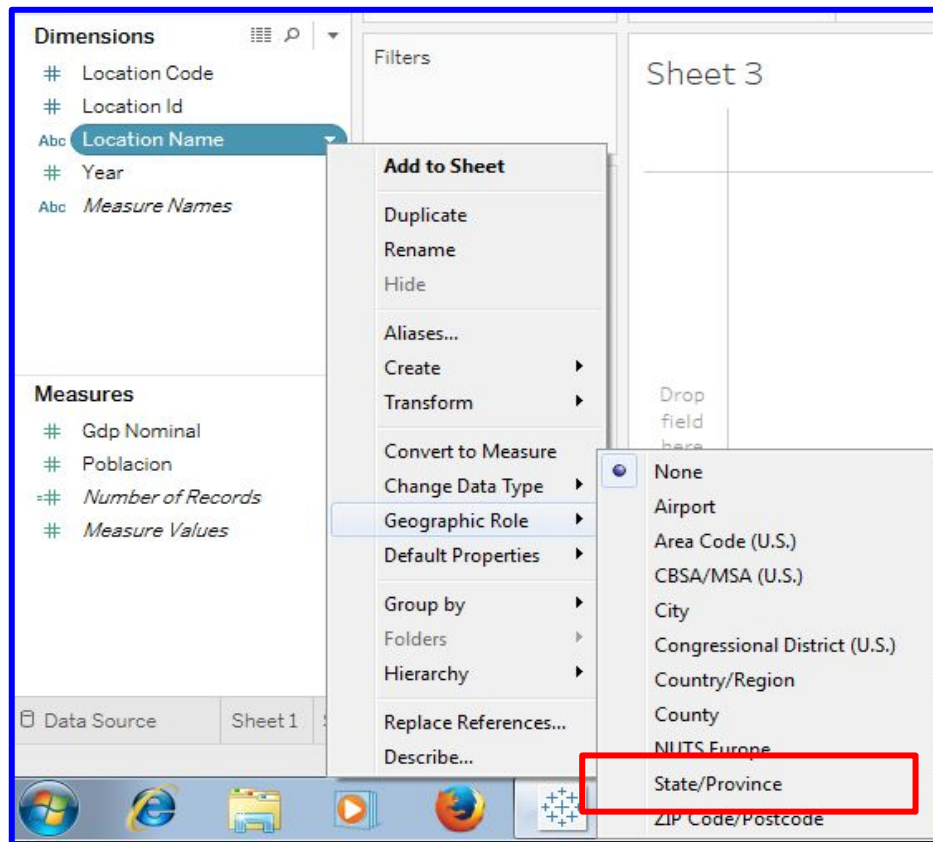 Dimensions
# Location Code
# Location Id
Abc Location Name
# Year
Abc Measure Names
Measures
# Gdp Nominal
# Poblacion
=# Number of Records
# Measure Values
Data Source
Sheet 1
Filters
Sheet 3
Drop
field
here
Add to Sheet
Duplicate
Rename
Hide
Aliases...
Create
Transform
Convert to Measure
Change Data Type
Geographic Role
Default Properties
Group by
Folders
Hierarchy
Replace References...
Describe...
None
Airport
Area Code (U.S.)
CBSA/MSA (U.S.)
City
Congressional District (U.S.)
Country/Region
County
NUTS Europe
State/Province
ZIP Code/Postcode